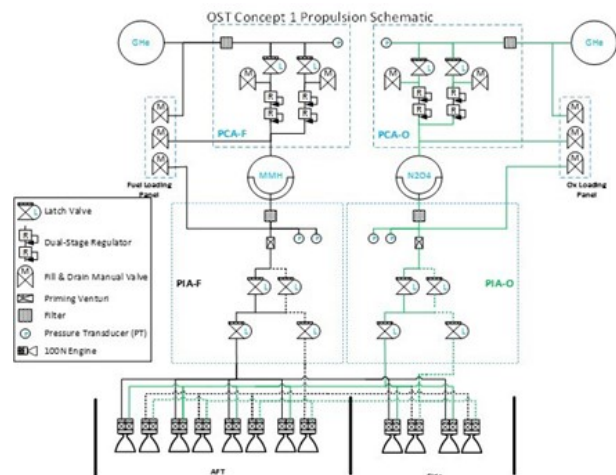 OST Concept 1 Propulsion Schematic
GHe
GHe
L
L
L
L
M
M
M
M
R
R
R
R
R
R
R
R
PCA-F
PCA-O
M
M
M
M
M
M
Fuel Loading
Panel
Ox Loading
Panel
MMH
N2O4
PIA-F
PIA-O
L
L
L
L
L
L
L
L
L
Latch Valve
R
R
Dual-Stage Regulator
M
Fill & Drain Manual Valve
Priming Venturi
Filter
Pressure Transducer (PT)
100N Engine
AFT